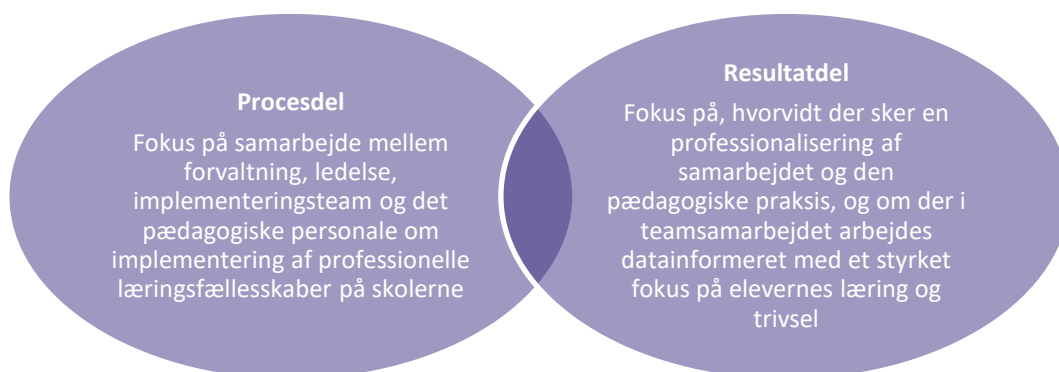 Procesdel
Fokus på samarbejde mellem
forvaltning, ledelse,
implementeringsteam og det
pædagogiske personale om
implementering af professionelle
læringsfællesskaber på skolerne
Resultatdel
Fokus på, hvorvidt der sker en
professionalisering af
samarbejdet og den
pædagogiske praksis, og om der i
teamsamarbejdet arbejdes
datainformeret med et styrket
fokus på elevernes læring og
trivsel